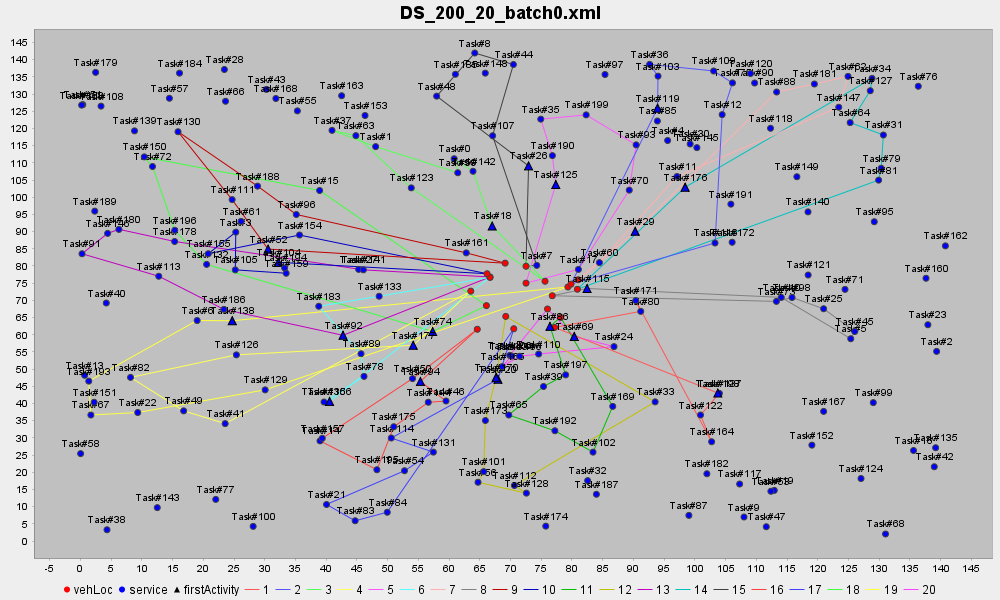 DS_200_20_batch0.xml
145
Task#8
Task#44
Task#36
140
Task#179
Task#184
Task#28
Task#148
Task#97
Task#103
Task#109
Task#120
Task#90
Task#181
Task#52
Task#34
Task#76
135
Task#43
Task#163
Task#48
Task#127
130
Task#108
Task#57
Task#66
Task#168
Task#55
Task#153
Task#35
Task#199
Task#119
Task#12
Task#147
125
Task#139
Task#130
Task#37
Task#63
Task#1
Task#107
Task#84
Task#118
Task#64
Task#31
120
Task#93
Task#4
Task#145
115
Task#150
Task#72
Task#0
Task#142
Task#26
Task#190
Task#79
110
Task#188
Task#15
Task#123
Task#125
Task#70
Task#11
Task#176
Task#149
Task#81
105
Task#111
Task#191
100
Task#189
Task#96
Task#140
95
Task#180
Task#196
Task#61
Task#3
Task#154
Task#18
Task#29
Task#95
90
Task#91
Task#155
Task#52
Task#161
Task#172
Task#162
85
Task#132
Task#105
Task#159
Task#141
Task#7
Task#17
Task#60
80
Task#113
Task#115
Task#121
Task#160
75
Task#40
Task#186
Task#183
Task#133
Task#171
Task#80
Task#98
Task#71
Task#25
70
Task#6
Task#138
Task#92
Task#74
Task#86
Task#69
Task#45
Task#5
Task#23
65
60
Task#126
Task#89
Task#110
Task#24
Task#2
55
Task#13
Task#193
Task#82
Task#78
Task#50
Task#94
Task#20
Task#197
50
Task#129
Task#39
45
Task#151
Task#67
Task#22
Task#49
Task#41
Task#46
Task#65
Task#169
Task#33
Task#122
Task#167
Task#99
40
Task#175
Task#173
35
Task#114
Task#131
Task#192
Task#164
30
Task#58
Task#195
Task#54
Task#102
Task#152
Task#135
25
Task#101
Task#112
Task#32
Task#182
Task#117
Task#124
Task#42
20
Task#143
Task#77
Task#21
Task#128
Task#187
15
Task#83
Task#84
Task#87
Task#9
10
Task#38
Task#100
Task#174
Task#47
Task#68
5
0
-5 0 5 10 15 20 25 30 35 40 45 50 55 60 65 70 75 80 85 90 95 100 105 110 115 120 125 130 135 140 145
vehLoc service firstActivity 1 2 3 4 5 6 7 8 9 10 11 12 13 14 15 16 17 18 19 20